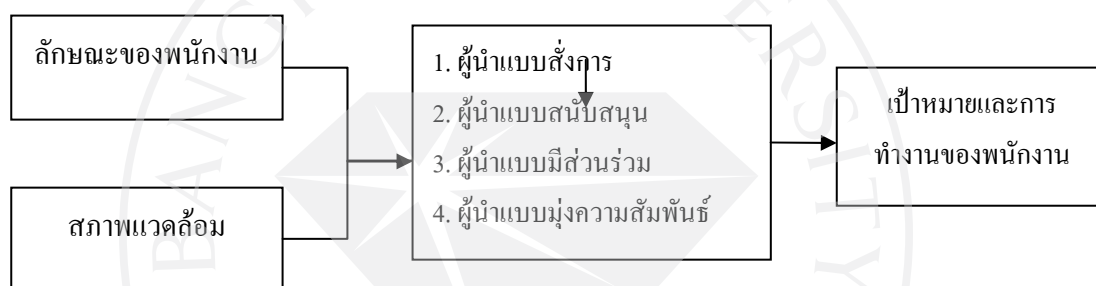 ลักษณะของพนักงาน
สภาพแวดล้อม
1. ผู้นำแบบสั่งการ
2. ผู้นำแบบสนับสนุน
3. ผู้นำแบบมีส่วนร่วม
4. ผู้นำแบบมุ่งความสัมพันธ์
เป้าหมายและการ
ทำงานของพนักงาน